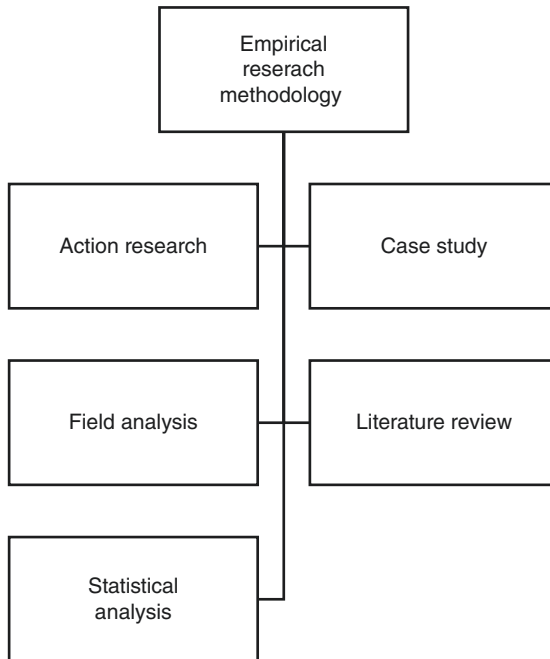 Empirical
reserach
methodology
Action research
Case study
Field analysis
Literature review
Statistical
analysis